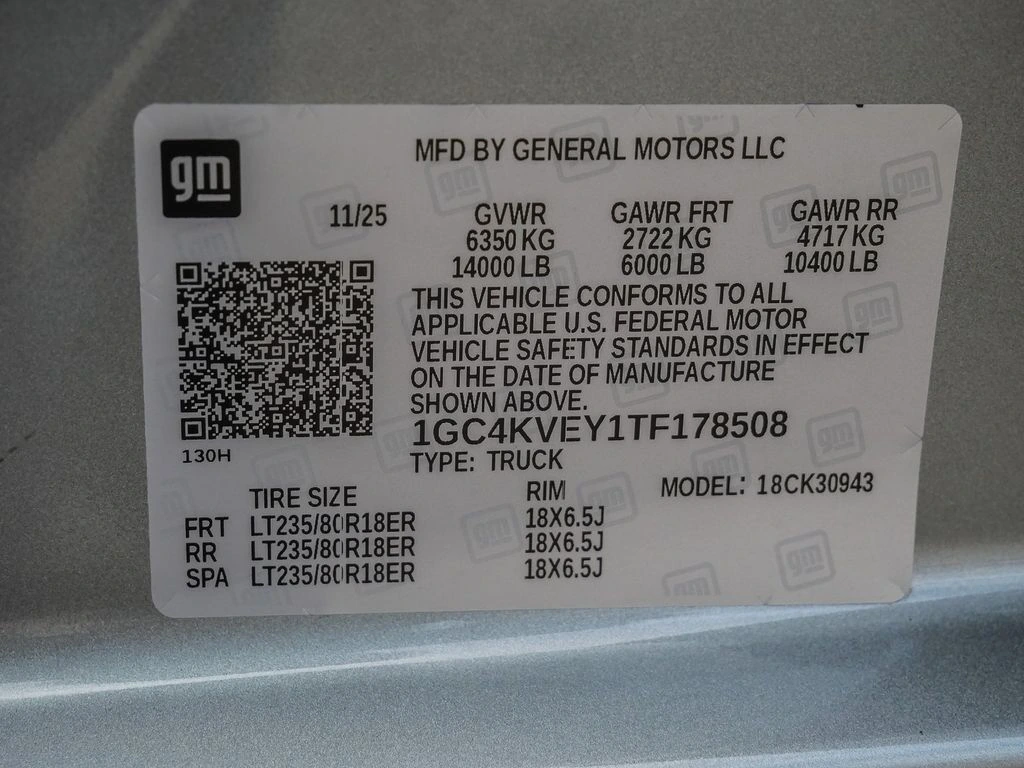 gm
MFD BY GENERAL MOTORS LLC
11/25 GVWR GAWR FRT GAWR RR
6350 KG 2722 KG 4717 KG
14000 LB 6000 LB 10400 LB
THIS VEHICLE CONFORMS TO ALL
APPLICABLE U.S. FEDERAL MOTOR
VEHICLE SAFETY STANDARDS IN EFFECT
ON THE DATE OF MANUFACTURE
SHOWN ABOVE.
1GC4KVEY1TF178508
130H
TYPE: TRUCK
TIRE SIZE RIM MODEL: 18CK30943
FRT LT235/80R18ER 18X6.5J
RR LT235/80R18ER 18X6.5J
SPA LT235/80R18ER 18X6.5J